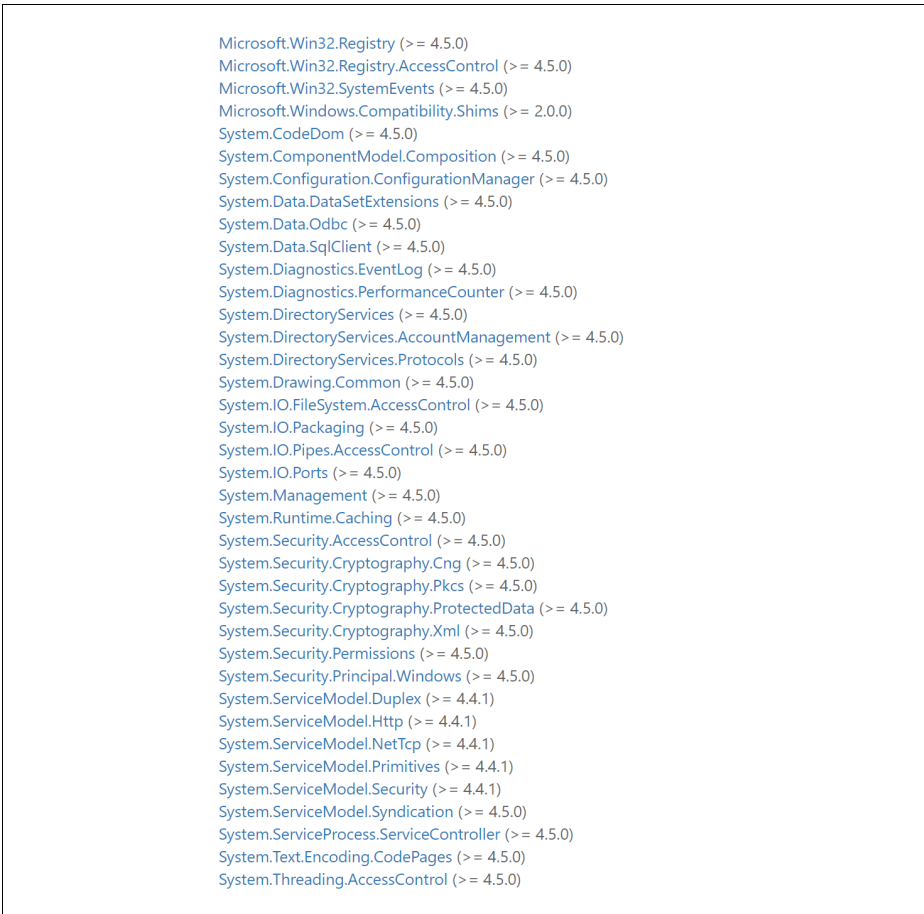 Microsoft.Win32.Registry (>= 4.5.0)
Microsoft.Win32.Registry.AccessControl (>= 4.5.0)
Microsoft.Win32.SystemEvents (>= 4.5.0)
Microsoft.Windows.Compatibility.Shims (>= 2.0.0)
System.CodeDom (>= 4.5.0)
System.ComponentModel.Composition (>= 4.5.0)
System.Configuration.ConfigurationManager (>= 4.5.0)
System.Data.DataSetExtensions (>= 4.5.0)
System.Data.Odbc (>= 4.5.0)
System.Data.SqlClient (>= 4.5.0)
System.Diagnostics.EventLog (>= 4.5.0)
System.Diagnostics.PerformanceCounter (>= 4.5.0)
System.DirectoryServices (>= 4.5.0)
System.DirectoryServices.AccountManagement (>= 4.5.0)
System.DirectoryServices.Protocols (>= 4.5.0)
System.Drawing.Common (>= 4.5.0)
System.IO.FileSystem.AccessControl (>= 4.5.0)
System.IO.Packaging (>= 4.5.0)
System.IO.Pipes.AccessControl (>= 4.5.0)
System.IO.Ports (>= 4.5.0)
System.Management (>= 4.5.0)
System.Runtime.Caching (>= 4.5.0)
System.Security.AccessControl (>= 4.5.0)
System.Security.Cryptography.Cng (>= 4.5.0)
System.Security.Cryptography.Pkcs (>= 4.5.0)
System.Security.Cryptography.ProtectedData (>= 4.5.0)
System.Security.Cryptography.Xml (>= 4.5.0)
System.Security.Permissions (>= 4.5.0)
System.Security.Principal.Windows (>= 4.5.0)
System.ServiceModel.Duplex (>= 4.4.1)
System.ServiceModel.Http (>= 4.4.1)
System.ServiceModel.NetTcp (>= 4.4.1)
System.ServiceModel.Primitives (>= 4.4.1)
System.ServiceModel.Security (>= 4.4.1)
System.ServiceModel.Syndication (>= 4.5.0)
System.ServiceProcess.ServiceController (>= 4.5.0)
System.Text.Encoding.CodePages (>= 4.5.0)
System.Threading.AccessControl (>= 4.5.0)